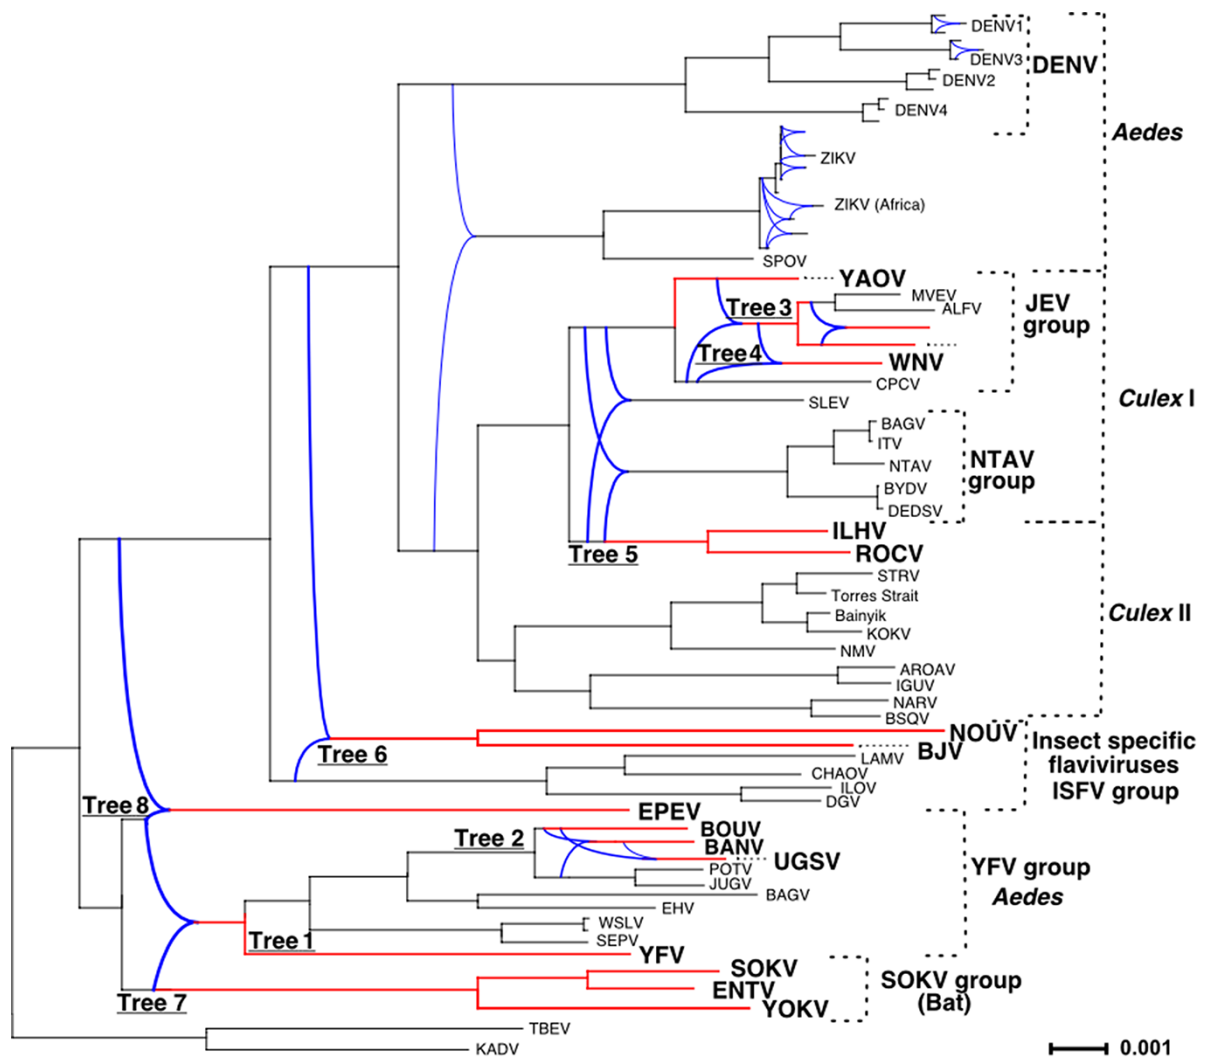 DENV1
DENV3
DENV
DENV2
DENV4
Aedes
ZIKV
ZIKV (Africa)
SPOV
YAOV
MVEV
Tree 3
ALFV
JEV
group
Tree 4
WNV
CPCV
Culex I
SLEV
BAGV
ITV
NTAV
NTAV
group
BYDV
DEDSV
ILHV
Tree 5
ROCV
STRV
Torres Strait
Bainyik
Culex II
KOKV
NMV
AROAV
IGUV
NARV
BSQV
NOUV
Tree 6
BJV
Insect specific
flaviviruses
ISFV group
LAMV
CHAOV
ILOV
DGV
Tree 8
EPEV
BOUV
Tree 2
BANV
UGSV
POTV
JUGV
YFV group
Aedes
BAGV
EHV
WSLV
SEPV
Tree 1
YFV
SOKV
ENTV
YOKV
SOKV group
(Bat)
Tree 7
TBEV
KADV
0.001